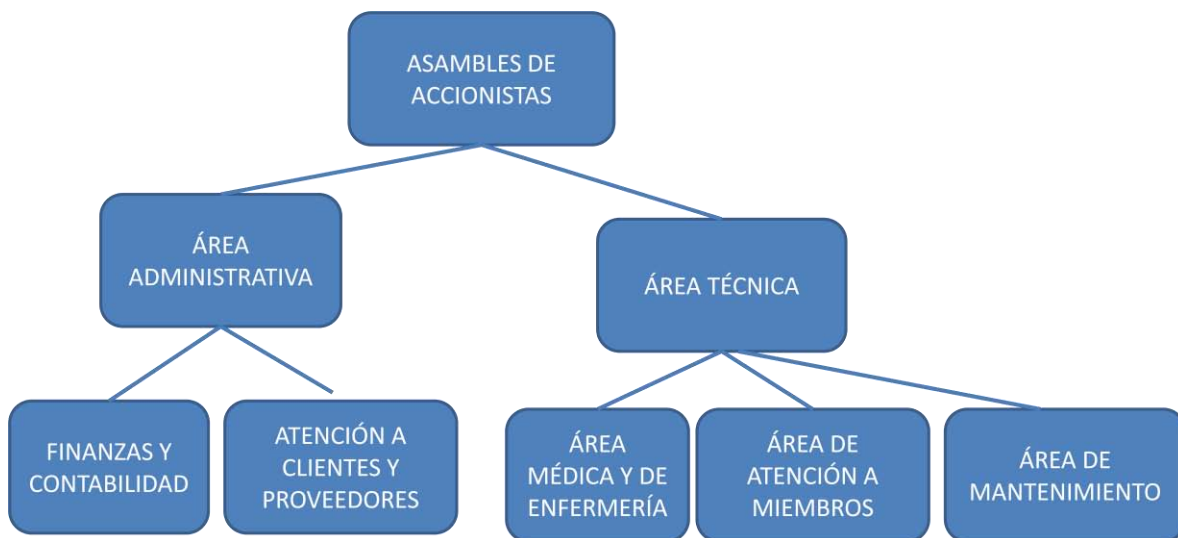 ASAMBLES DE
ACCIONISTAS
ÁREA
ADMINISTRATIVA
ÁREA TÉCNICA
FINANZAS Y
CONTABILIDAD
ATENCIÓN A
CLIENTES Y
PROVEEDORES
ÁREA
MÉDICA Y DE
ENFERMERÍA
ÁREA DE
ATENCIÓN A
MIEMBROS
ÁREA DE
MANTENIMIENTO